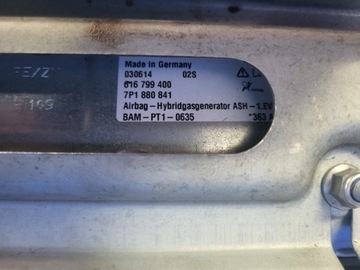 Made in Germany
030614 02S
616 799 400
7P1 880 841
Airbag-Hybridgasgenerator ASH-1.EV
BAM-PT1-0635 *363 A